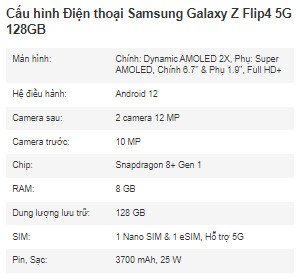 Cấu hình Điện thoại Samsung Galaxy Z Flip4 5G
128GB
Màn hình: Chính: Dynamic AMOLED 2X, Phụ: Super
AMOLED, Chính 6.7" & Phụ 1.9", Full HD+
Hệ điều hành: Android 12
Camera sau: 2 camera 12 MP
Camera trước: 10 MP
Chip: Snapdragon 8+ Gen 1
RAM: 8 GB
Dung lượng lưu trữ: 128 GB
SIM: 1 Nano SIM & 1 eSIM, Hỗ trợ 5G
Pin, Sạc: 3700 mAh, 25 W